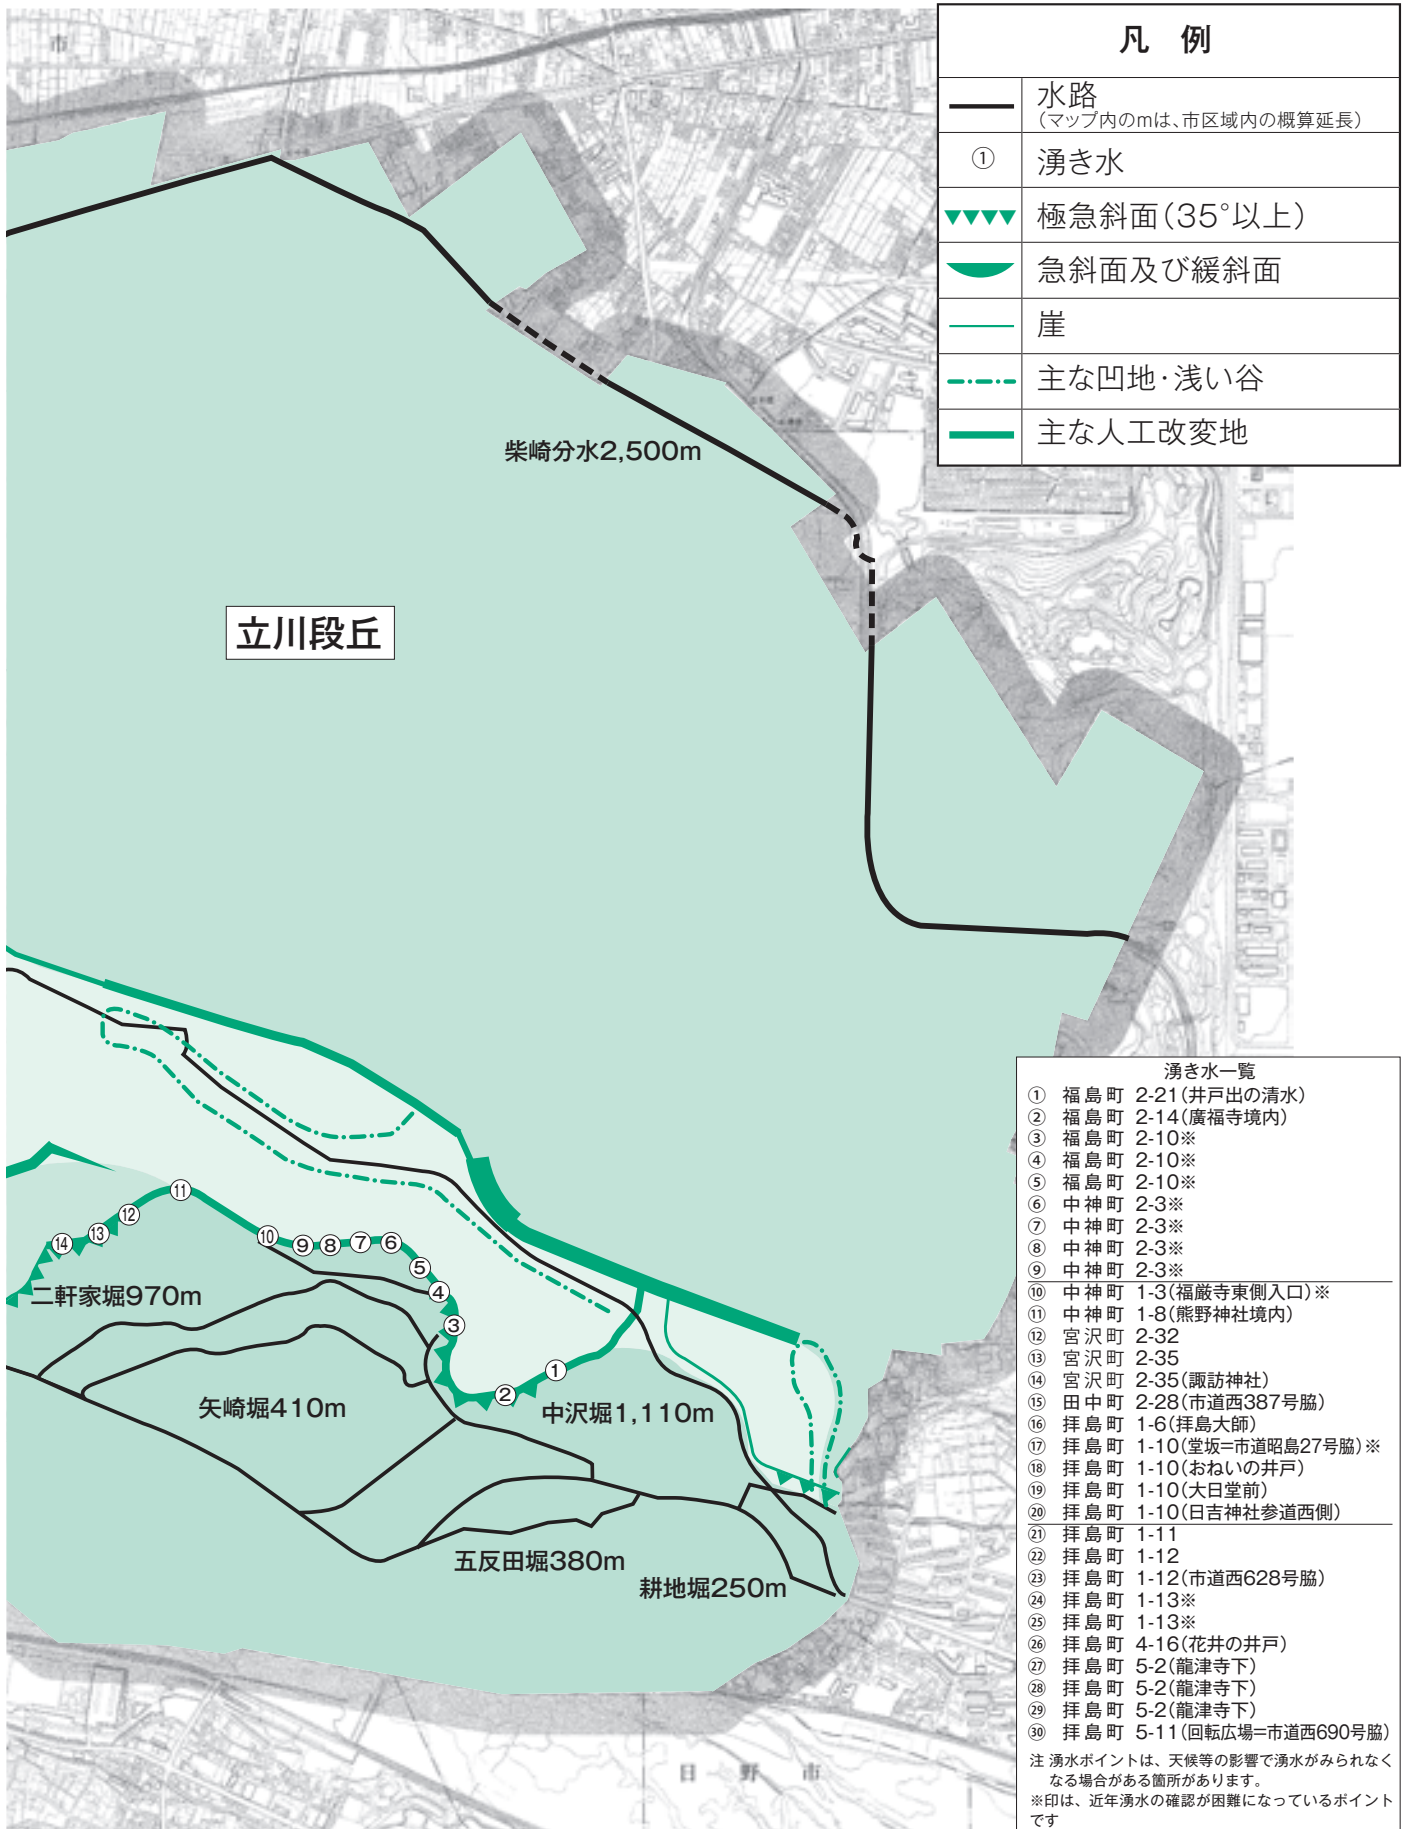 凡 例
水路
(マップ内のmは、市区域内の概算延長)
① 湧き水
極急斜面(35°以上)
急斜面及び緩斜面
崖
主な凹地・浅い谷
主な人工改変地
市
柴崎分水2,500m
立川段丘
⑪
⑫
⑬
⑭
⑩
⑨
⑧
⑦
⑥
⑤
④
③
②
①
二軒家堀970m
矢崎堀410m
中沢堀1,110m
五反田堀380m
耕地堀250m
日 野 市
湧き水一覧
① 福島町 2-21(井戸出の清水)
② 福島町 2-14(廣福寺境内)
③ 福島町 2-10※
④ 福島町 2-10※
⑤ 福島町 2-10※
⑥ 中神町 2-3※
⑦ 中神町 2-3※
⑧ 中神町 2-3※
⑨ 中神町 2-3※
⑩ 中神町 1-3(福厳寺東側入口)※
⑪ 中神町 1-8(熊野神社境内)
⑫ 宮沢町 2-32
⑬ 宮沢町 2-35
⑭ 宮沢町 2-35(諏訪神社)
⑮ 田中町 2-28(市道西387号脇)
⑯ 拝島町 1-6(拝島大師)
⑰ 拝島町 1-10(堂坂=市道昭島27号脇)※
⑱ 拝島町 1-10(おねいの井戸)
⑲ 拝島町 1-10(大日堂前)
⑳ 拝島町 1-10(日吉神社参道西側)
㉑ 拝島町 1-11
㉒ 拝島町 1-12
㉓ 拝島町 1-12(市道西628号脇)
㉔ 拝島町 1-13※
㉕ 拝島町 1-13※
㉖ 拝島町 4-16(花井の井戸)
㉗ 拝島町 5-2(龍津寺下)
㉘ 拝島町 5-2(龍津寺下)
㉙ 拝島町 5-2(龍津寺下)
㉚ 拝島町 5-11(回転広場=市道西690号脇)
注 湧水ポイントは、天候等の影響で湧水がみられなく
なる場合がある箇所があります。
※印は、近年湧水の確認が困難になっているポイント
です